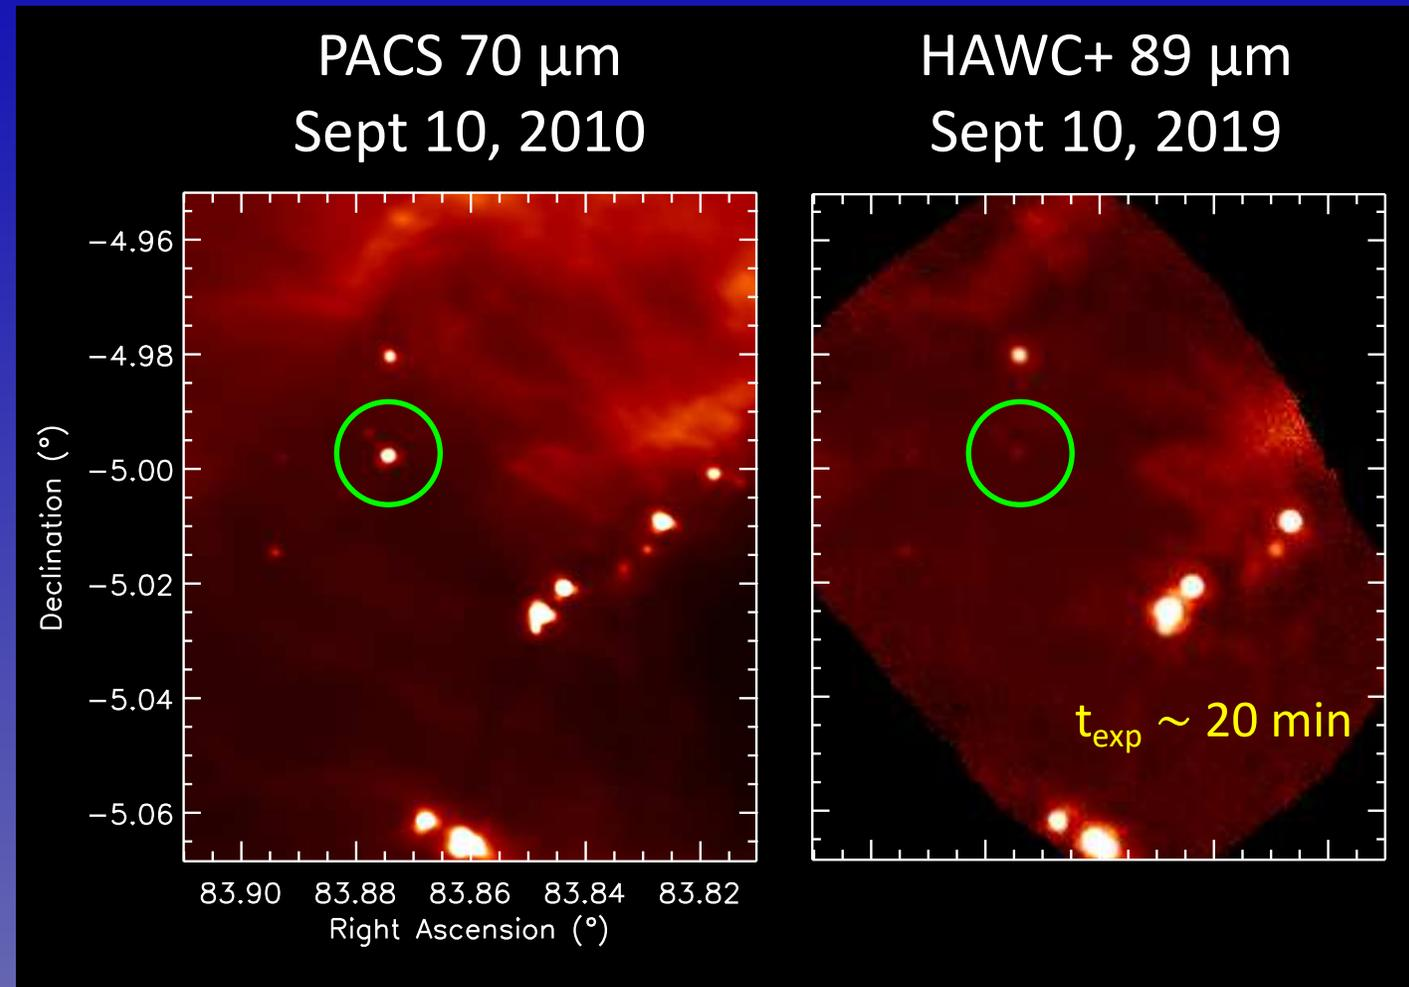 PACS 70 µm
Sept 10, 2010
HAWC+ 89 µm
Sept 10, 2019
−4.96
−4.98
−5.00
−5.02
−5.04
−5.06
Declination (°)
83.90 83.88 83.86 83.84 83.82
Right Ascension (°)
texp ~ 20 min